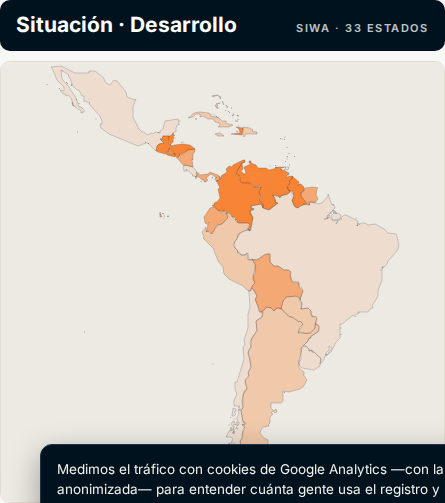 Situación · Desarrollo
SIWA · 33 ESTADOS
Medimos el tráfico con cookies de Google Analytics —con la
anonimizada— para entender cuánta gente usa el registro y